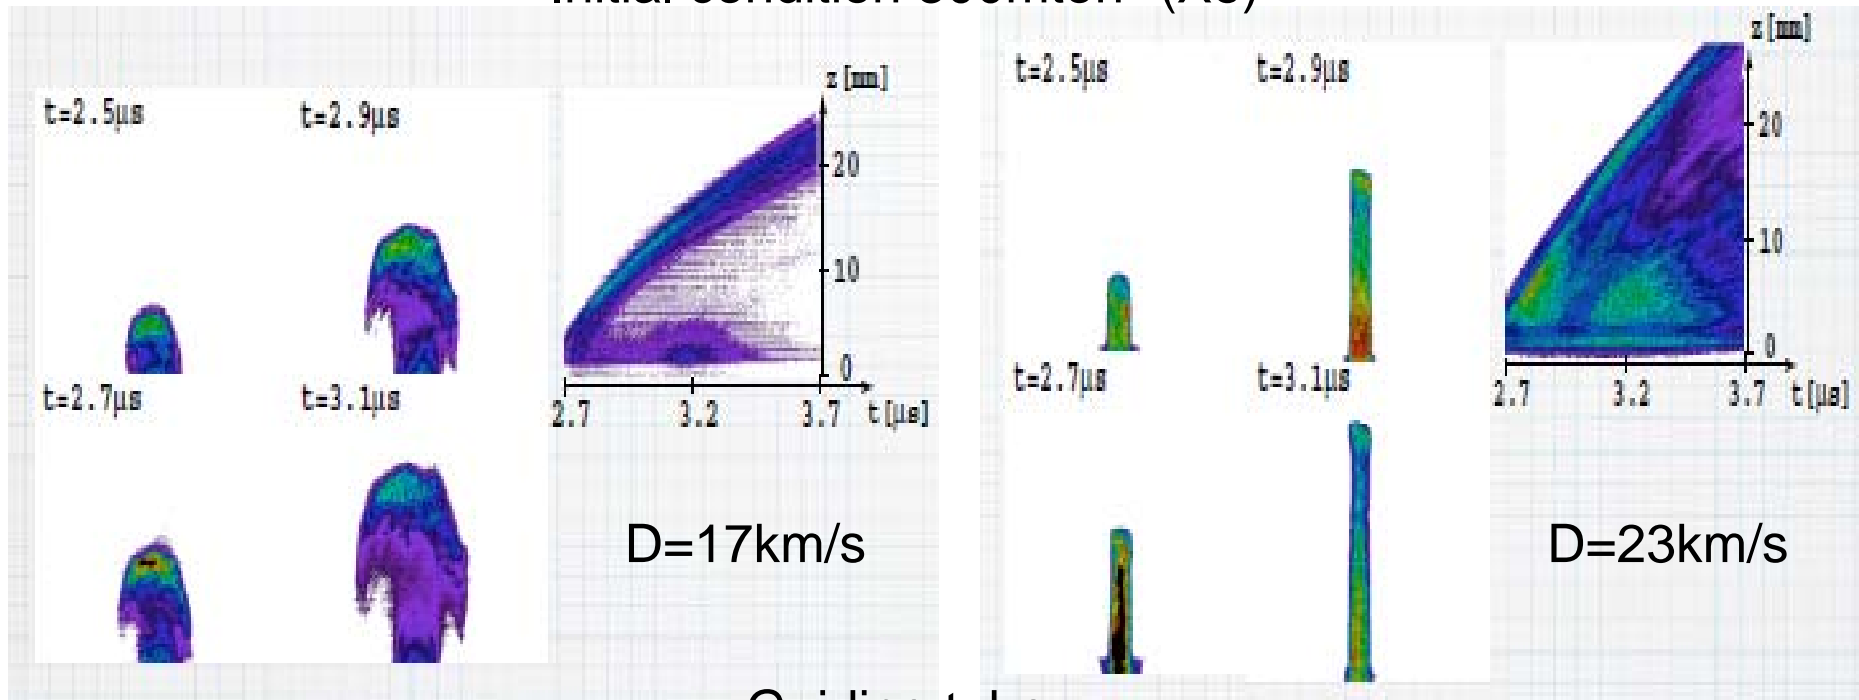 t=2.5µs t=2.9µs
t=2.7µs t=3.1µs
z[mm]
20
10
0
2.7 3.2 3.7 t[µs]
D=17km/s
t=2.5µs t=2.9µs
t=2.7µs t=3.1µs
z[mm]
20
10
0
2.7 3.2 3.7 t[µs]
D=23km/s